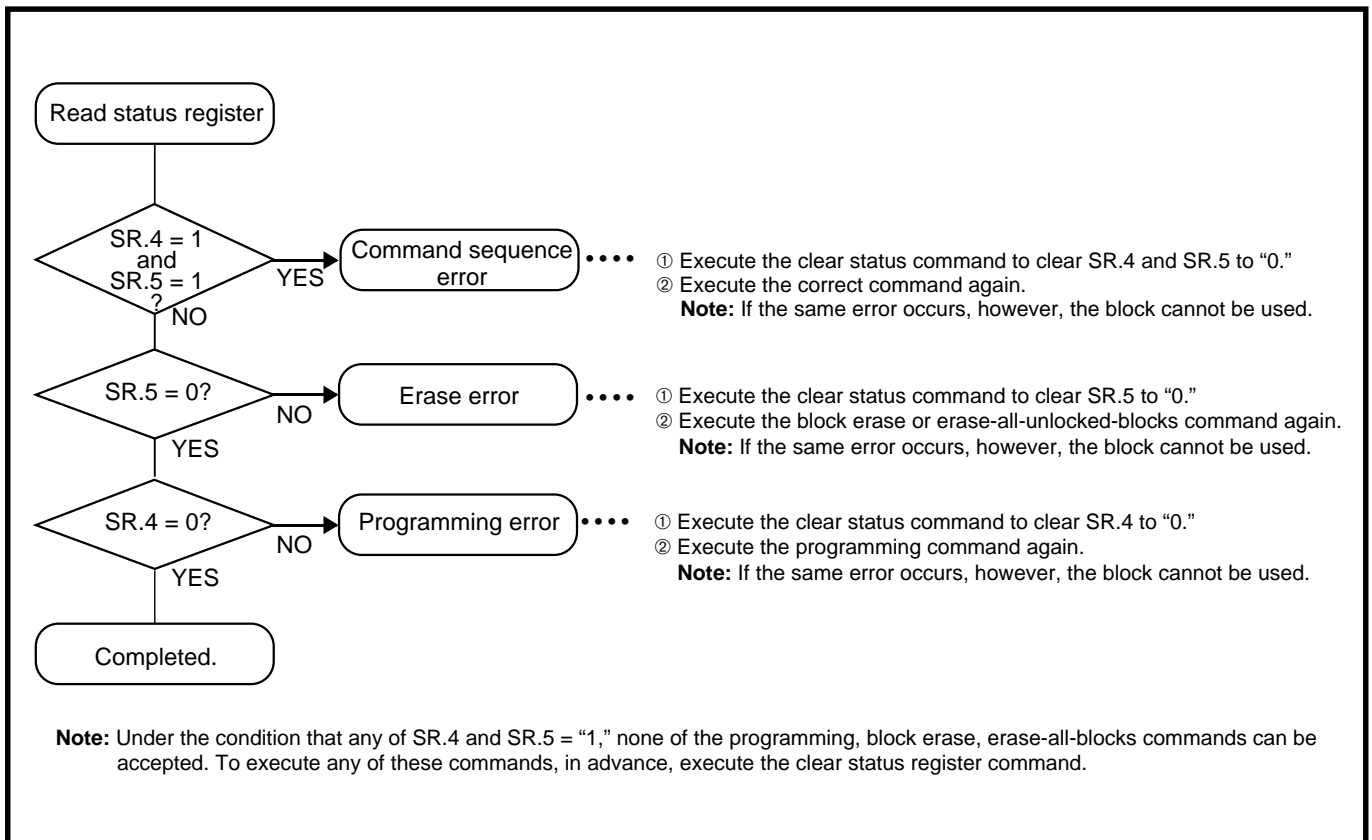 Read status register
SR.4 = 1
and
SR.5 = 1
?
YES
Command sequence
error
• • • •
① Execute the clear status command to clear SR.4 and SR.5 to “0.”
② Execute the correct command again.
Note: If the same error occurs, however, the block cannot be used.
NO
SR.5 = 0?
NO
Erase error
• • • •
① Execute the clear status command to clear SR.5 to “0.”
② Execute the block erase or erase-all-unlocked-blocks command again.
Note: If the same error occurs, however, the block cannot be used.
YES
SR.4 = 0?
NO
Programming error
• • • •
① Execute the clear status command to clear SR.4 to “0.”
② Execute the programming command again.
Note: If the same error occurs, however, the block cannot be used.
YES
Completed.
Note: Under the condition that any of SR.4 and SR.5 = “1,” none of the programming, block erase, erase-all-blocks commands can be
accepted. To execute any of these commands, in advance, execute the clear status register command.